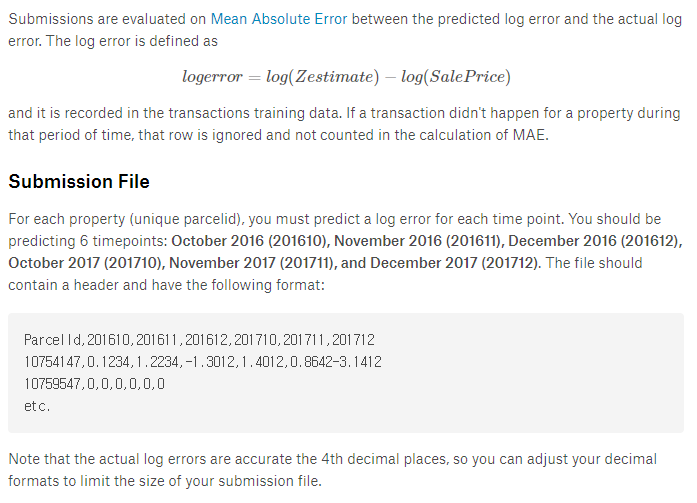 Submissions are evaluated on Mean Absolute Error between the predicted log error and the actual log
error. The log error is defined as
logerror = log(Zestimate) − log(SalePrice)
and it is recorded in the transactions training data. If a transaction didn't happen for a property during
that period of time, that row is ignored and not counted in the calculation of MAE.
Submission File
For each property (unique parcelid), you must predict a log error for each time point. You should be
predicting 6 timepoints: October 2016 (201610), November 2016 (201611), December 2016 (201612),
October 2017 (201710), November 2017 (201711), and December 2017 (201712). The file should
contain a header and have the following format:
ParcelId,201610,201611,201612,201710,201711,201712
10754147,0.1234,1.2234,-1.3012,1.4012,0.8642-3.1412
10759547,0,0,0,0,0,0
etc.
Note that the actual log errors are accurate the 4th decimal places, so you can adjust your decimal
formats to limit the size of your submission file.